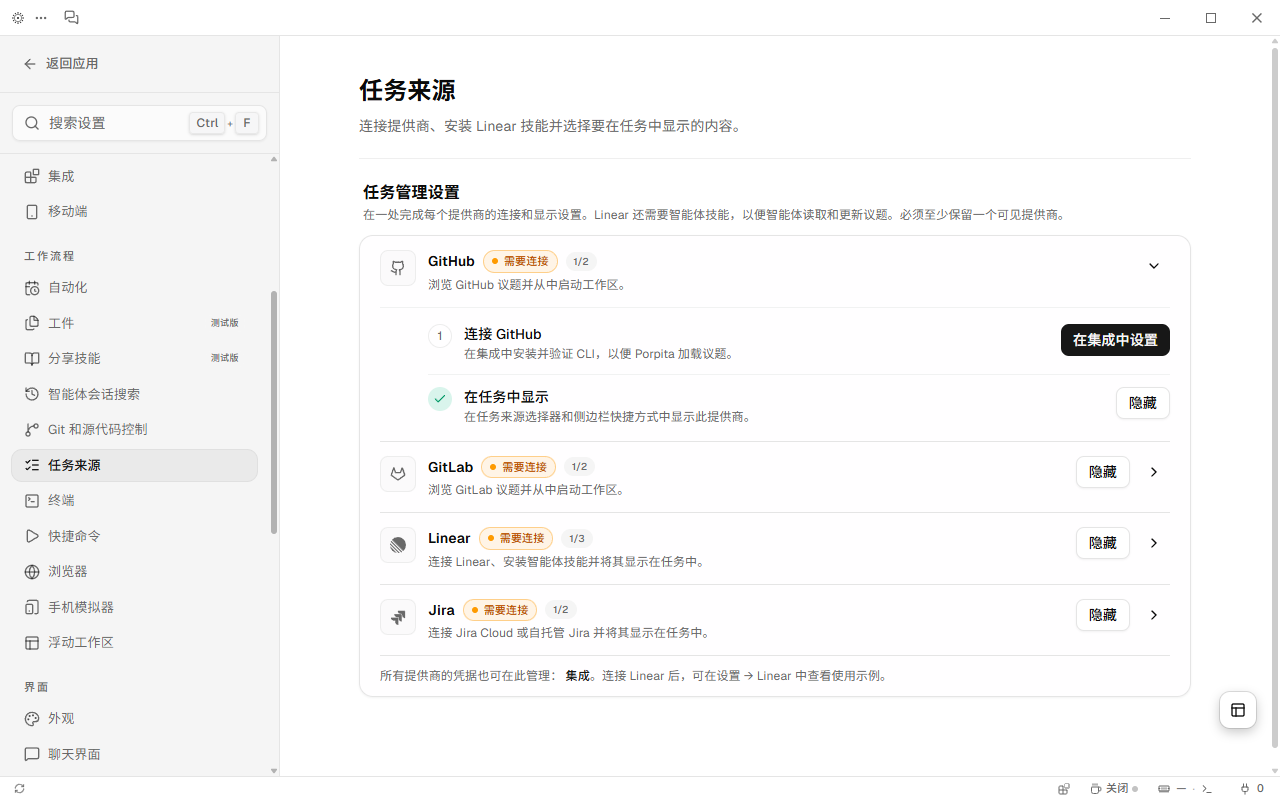 返回应用
搜索设置 Ctrl + F
集成
移动端
工作流程
自动化
工件 测试版
分享技能 测试版
智能体会话搜索
Git 和源代码控制
任务来源
终端
快捷命令
浏览器
手机模拟器
浮动工作区
界面
外观
聊天界面
任务来源
连接提供商、安装 Linear 技能并选择要在任务中显示的内容。
任务管理设置
在一处完成每个提供商的连接和显示设置。Linear 还需要智能体技能，以便智能体读取和更新议题。必须至少保留一个可见提供商。
GitHub 需要连接 1/2
浏览 GitHub 议题并从中启动工作区。
1 连接 GitHub
在集成中安装并验证 CLI，以便 Porpita 加载议题。
在集成中设置
在任务中显示
在任务来源选择器和侧边栏快捷方式中显示此提供商。
隐藏
GitLab 需要连接 1/2
浏览 GitLab 议题并从中启动工作区。
隐藏
Linear 需要连接 1/3
连接 Linear、安装智能体技能并将其显示在任务中。
隐藏
Jira 需要连接 1/2
连接 Jira Cloud 或自托管 Jira 并将其显示在任务中。
隐藏
所有提供商的凭据也可在此管理： 集成。连接 Linear 后，可在设置 → Linear 中查看使用示例。
关闭 — · 0